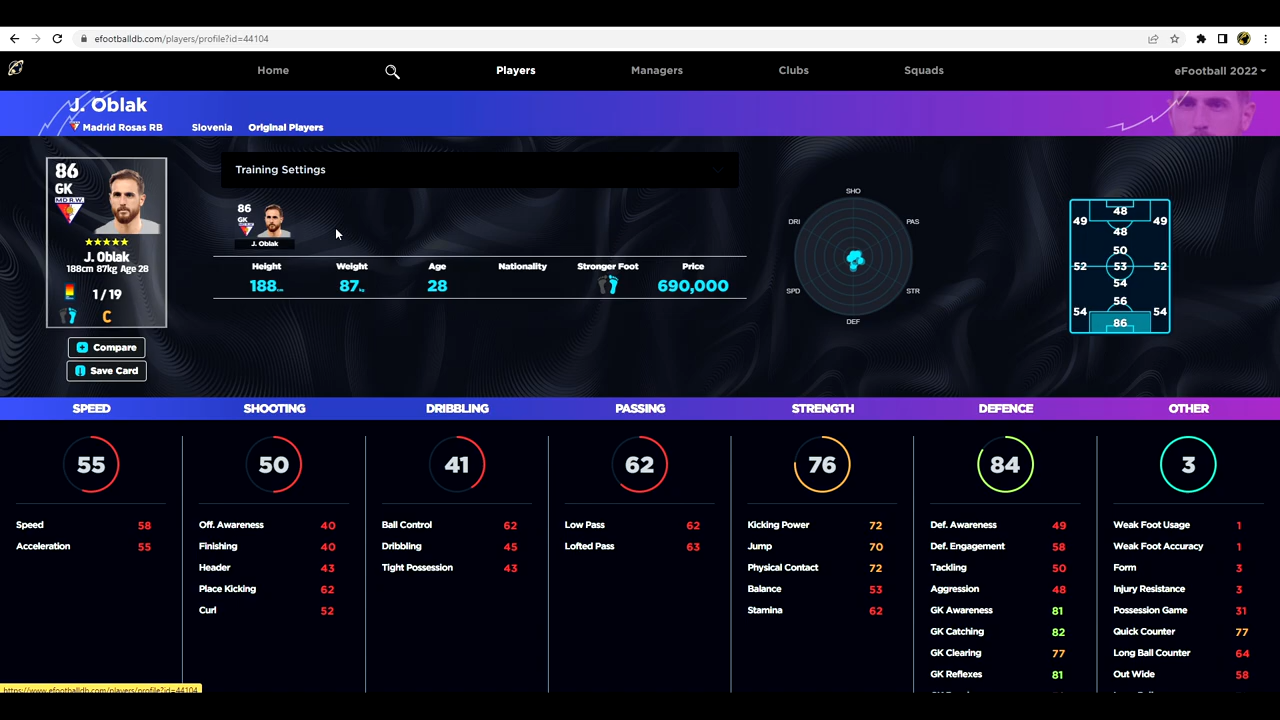 efootballdb.com/players/profile?id=44104
Home
Players
Managers
Clubs
Squads
eFootball 2022
J. Oblak
Madrid Rosas RB Slovenia Original Players
86
GK
MD R.W.
★★★★★
J. Oblak
188cm 87kg Age 28
1 / 19
C
Compare
Save Card
Training Settings
86
GK
J. Oblak
Height Weight Age Nationality Stronger Foot Price
188cm 87kg 28 690,000
SHO
DRI PAS
SPD STR
DEF
48
49 49
48
50
52 53 52
54
56
54 54
86
SPEED SHOOTING DRIBBLING PASSING STRENGTH DEFENCE OTHER
55 50 41 62 76 84 3
Speed 58
Acceleration 55
Off. Awareness 40
Finishing 40
Header 43
Place Kicking 62
Curl 52
Ball Control 62
Dribbling 45
Tight Possession 43
Low Pass 62
Lofted Pass 63
Kicking Power 72
Jump 70
Physical Contact 72
Balance 53
Stamina 62
Def. Awareness 49
Def. Engagement 58
Tackling 50
Aggression 48
GK Awareness 81
GK Catching 82
GK Clearing 77
GK Reflexes 81
Weak Foot Usage 1
Weak Foot Accuracy 1
Form 3
Injury Resistance 3
Possession Game 31
Quick Counter 77
Long Ball Counter 64
Out Wide 58
https://www.efootballdb.com/players/profile?id=44104